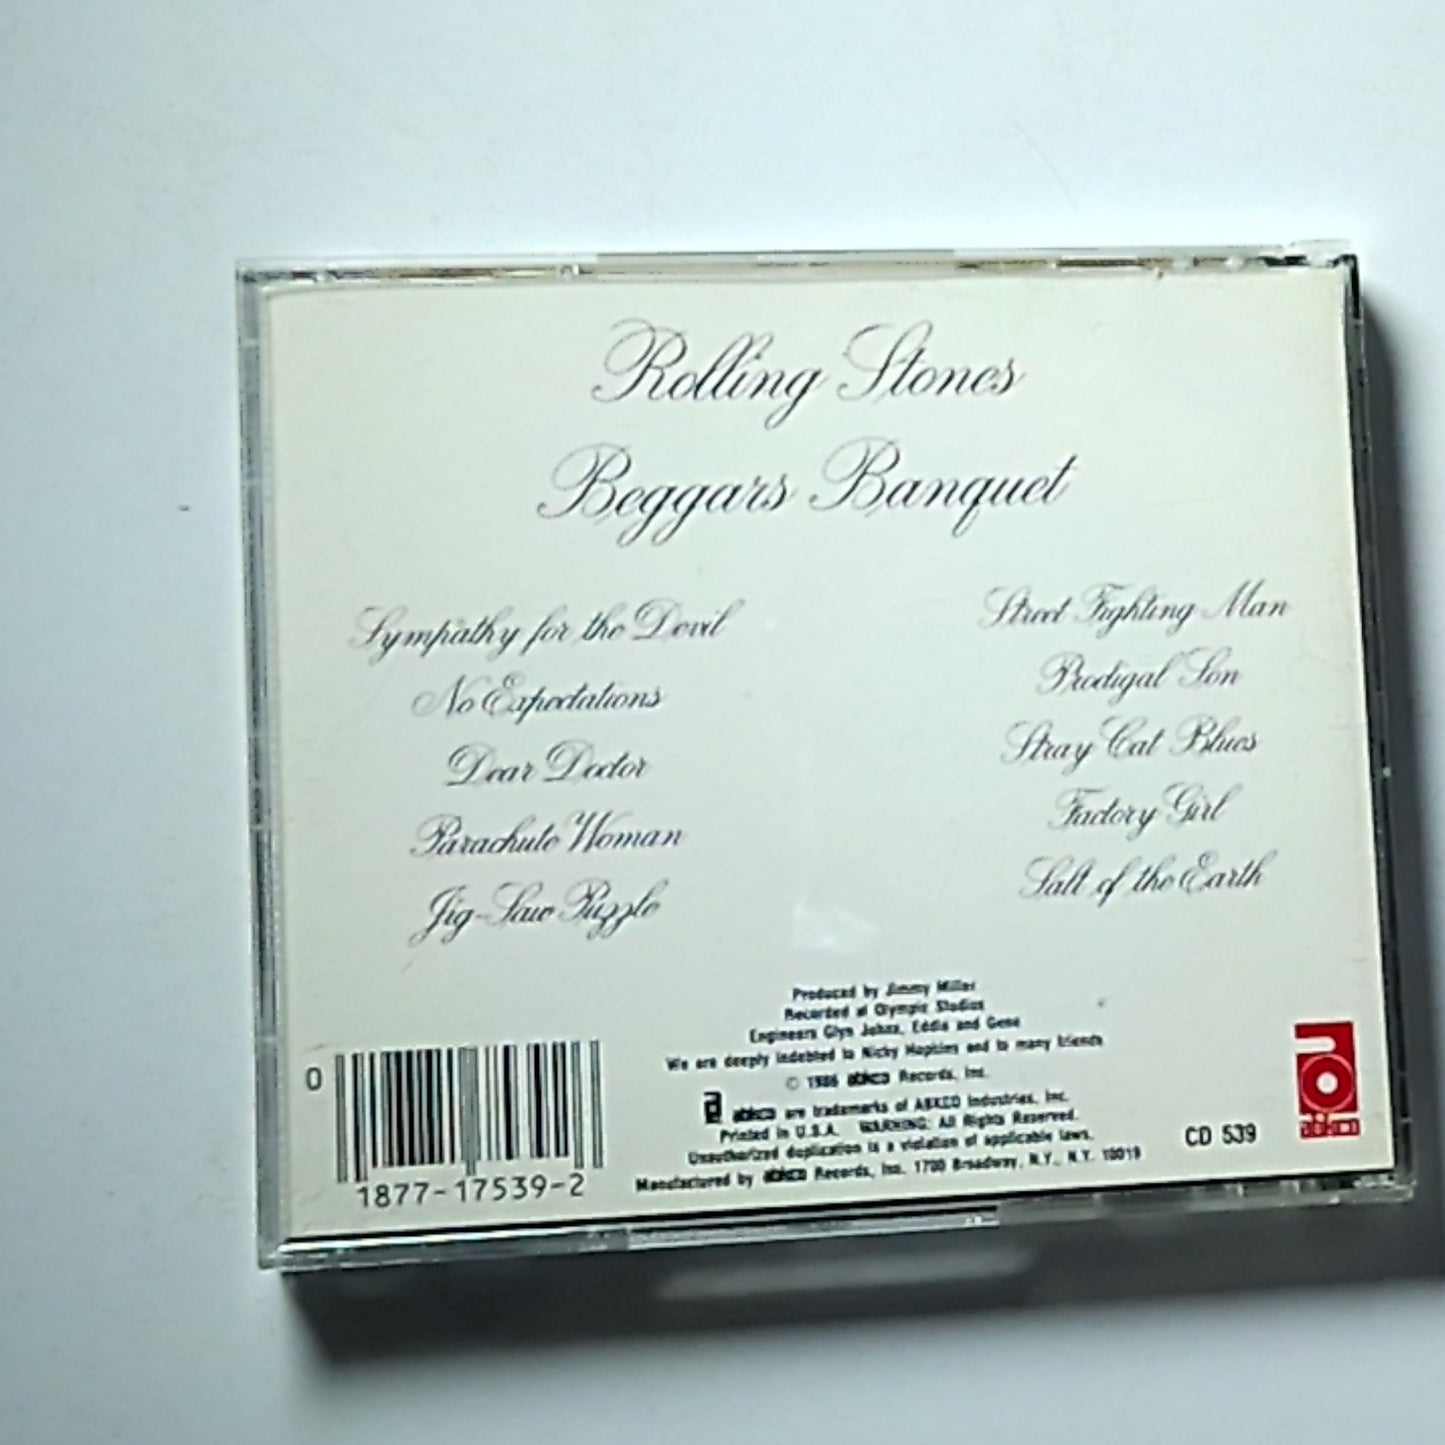 Rolling Stones
Beggars Banquet
Sympathy for the Devil
No Expectations
Dear Doctor
Parachute Woman
Jig-Saw Puzzle
Street Fighting Man
Prodigal Son
Stray Cat Blues
Factory Girl
Salt of the Earth
Produced by Jimmy Miller
Recorded at Olympic Studios
Engineers Glyn Johns, Eddie and Gene
We are deeply indebted to Nicky Hopkins and to many friends
© 1986 abkco Records, Inc.
abkco are trademarks of ABKCO Industries, Inc.
Printed in U.S.A. WARNING: All Rights Reserved.
Unauthorized duplication is a violation of applicable laws.
Manufactured by abkco Records, Inc. 1700 Broadway, N.Y., N.Y. 10019
0 1877-17539-2
CD 539
abkco